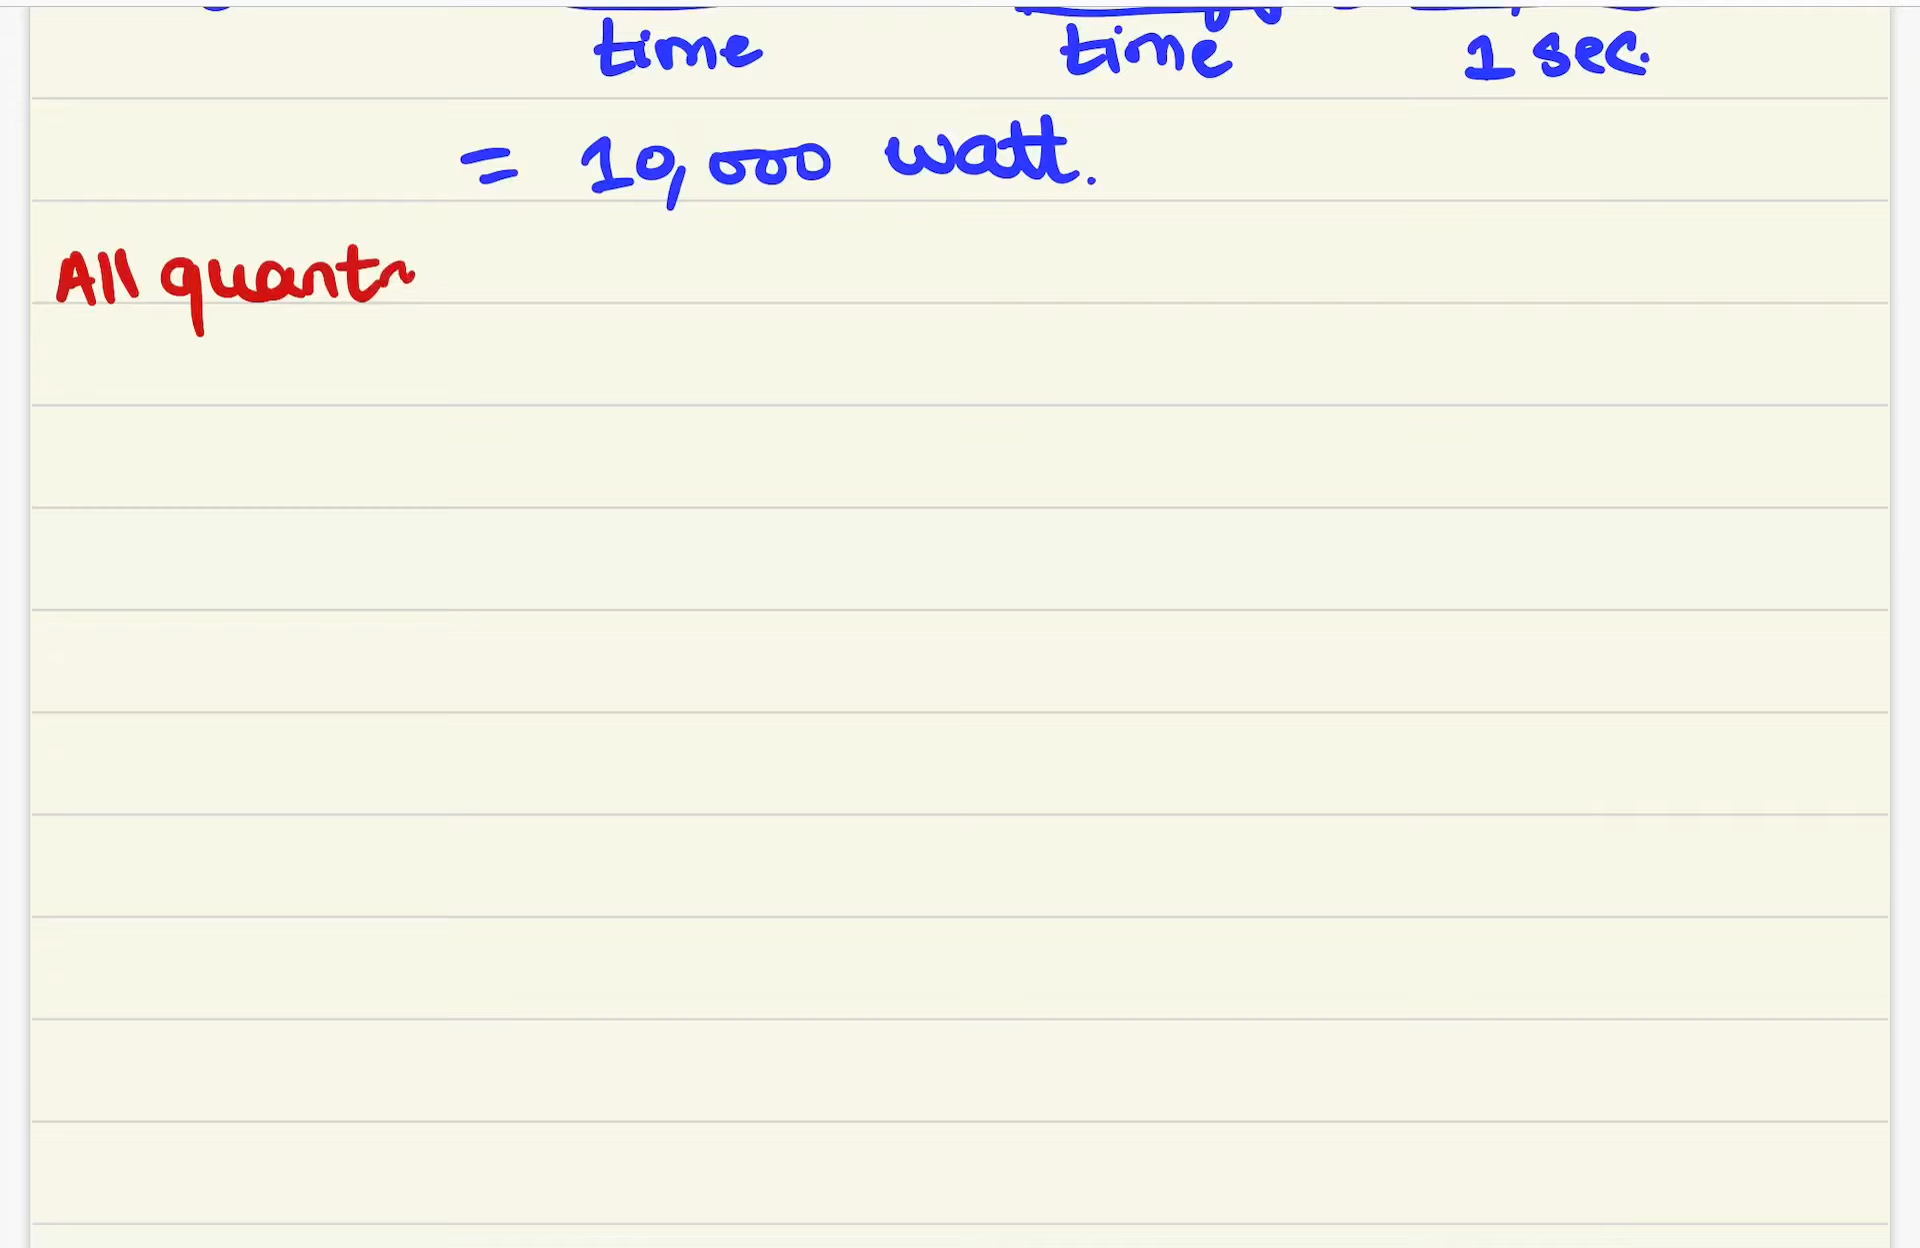 time time 1 sec.
= 10,000 watt.
All quant